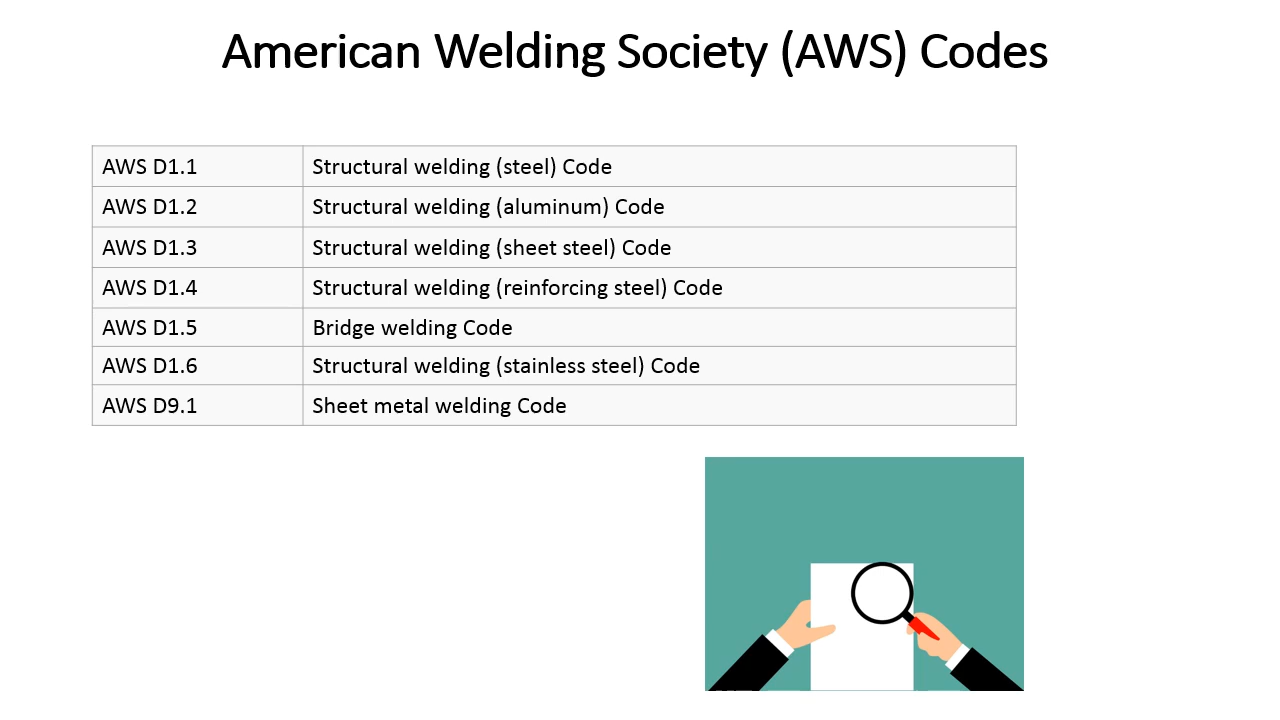 American Welding Society (AWS) Codes
AWS D1.1 Structural welding (steel) Code
AWS D1.2 Structural welding (aluminum) Code
AWS D1.3 Structural welding (sheet steel) Code
AWS D1.4 Structural welding (reinforcing steel) Code
AWS D1.5 Bridge welding Code
AWS D1.6 Structural welding (stainless steel) Code
AWS D9.1 Sheet metal welding Code